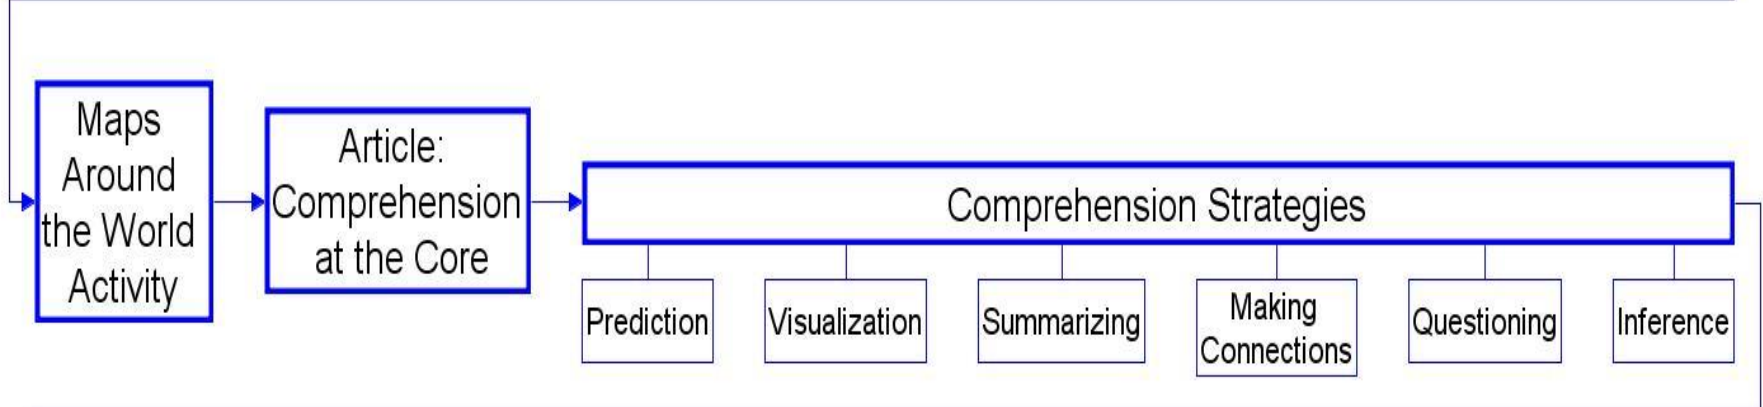 Maps
Around
the World
Activity
Article:
Comprehension
at the Core
Comprehension Strategies
Prediction
Visualization
Summarizing
Making
Connections
Questioning
Inference